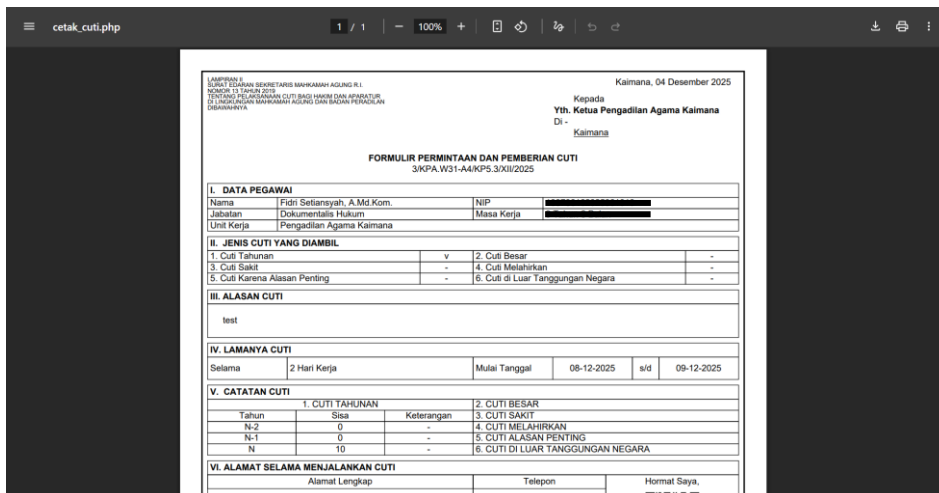 cetak_cuti.php
1 / 1
100%
LAMPIRAN II
SURAT EDARAN SEKRETARIS MAHKAMAH AGUNG R.I.
NOMOR 13 TAHUN 2019
TENTANG PELAKSANAAN CUTI BAGI HAKIM DAN APARATUR
DI LINGKUNGAN MAHKAMAH AGUNG DAN BADAN PERADILAN
DIBAWAHNYA
Kaimana, 04 Desember 2025
Kepada
Yth. Ketua Pengadilan Agama Kaimana
Di -
Kaimana
FORMULIR PERMINTAAN DAN PEMBERIAN CUTI
3/KPA.W31-A4/KP5.3/XII/2025
I. DATA PEGAWAI
Nama Fidri Setiansyah, A.Md.Kom. NIP
Jabatan Dokumentalis Hukum Masa Kerja
Unit Kerja Pengadilan Agama Kaimana
II. JENIS CUTI YANG DIAMBIL
1. Cuti Tahunan v 2. Cuti Besar -
3. Cuti Sakit - 4. Cuti Melahirkan -
5. Cuti Karena Alasan Penting - 6. Cuti di Luar Tanggungan Negara -
III. ALASAN CUTI
test
IV. LAMANYA CUTI
Selama 2 Hari Kerja Mulai Tanggal 08-12-2025 s/d 09-12-2025
V. CATATAN CUTI
1. CUTI TAHUNAN 2. CUTI BESAR
Tahun Sisa Keterangan 3. CUTI SAKIT
N-2 0 - 4. CUTI MELAHIRKAN
N-1 0 - 5. CUTI ALASAN PENTING
N 10 - 6. CUTI DI LUAR TANGGUNGAN NEGARA
VI. ALAMAT SELAMA MENJALANKAN CUTI
Alamat Lengkap Telepon Hormat Saya,